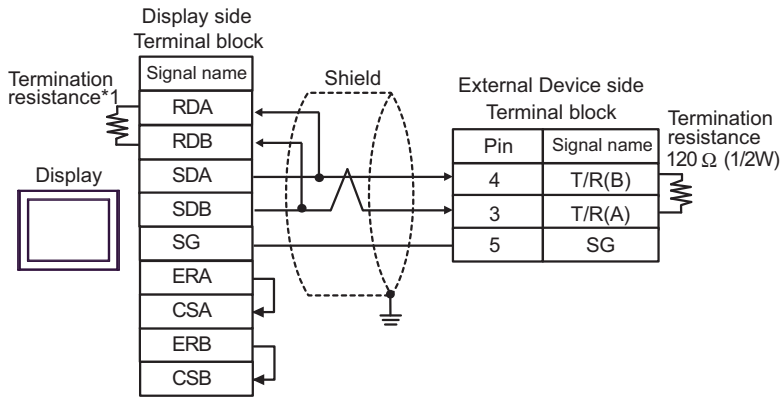 Display side
Terminal block
Signal name
Termination
resistance*1
RDA
RDB
SDA
SDB
SG
ERA
CSA
ERB
CSB
Display
Shield
External Device side
Terminal block
Pin Signal name
4 T/R(B)
3 T/R(A)
5 SG
Termination
resistance
120 Ω (1/2W)